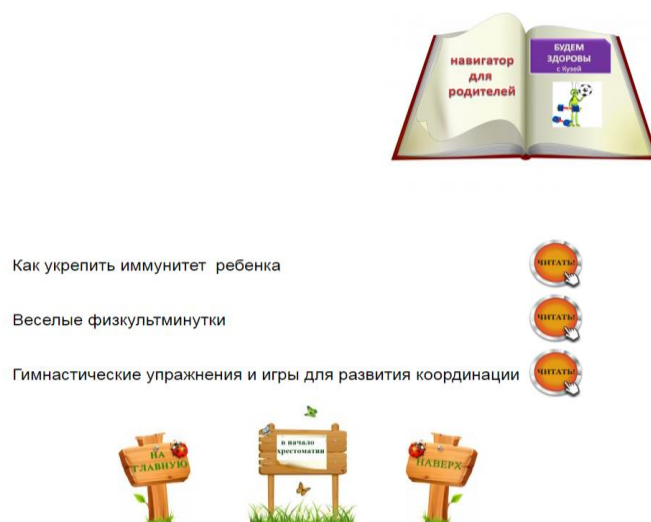 навигатор
для
родителей
БУДЕМ
ЗДОРОВЫ
с Кузей
Как укрепить иммунитет ребенка
ЧИТАТЬ!
Веселые физкультминутки
ЧИТАТЬ!
Гимнастические упражнения и игры для развития координации
ЧИТАТЬ!
НА
ГЛАВНУЮ
в начало
хрестоматии
НАВЕРХ